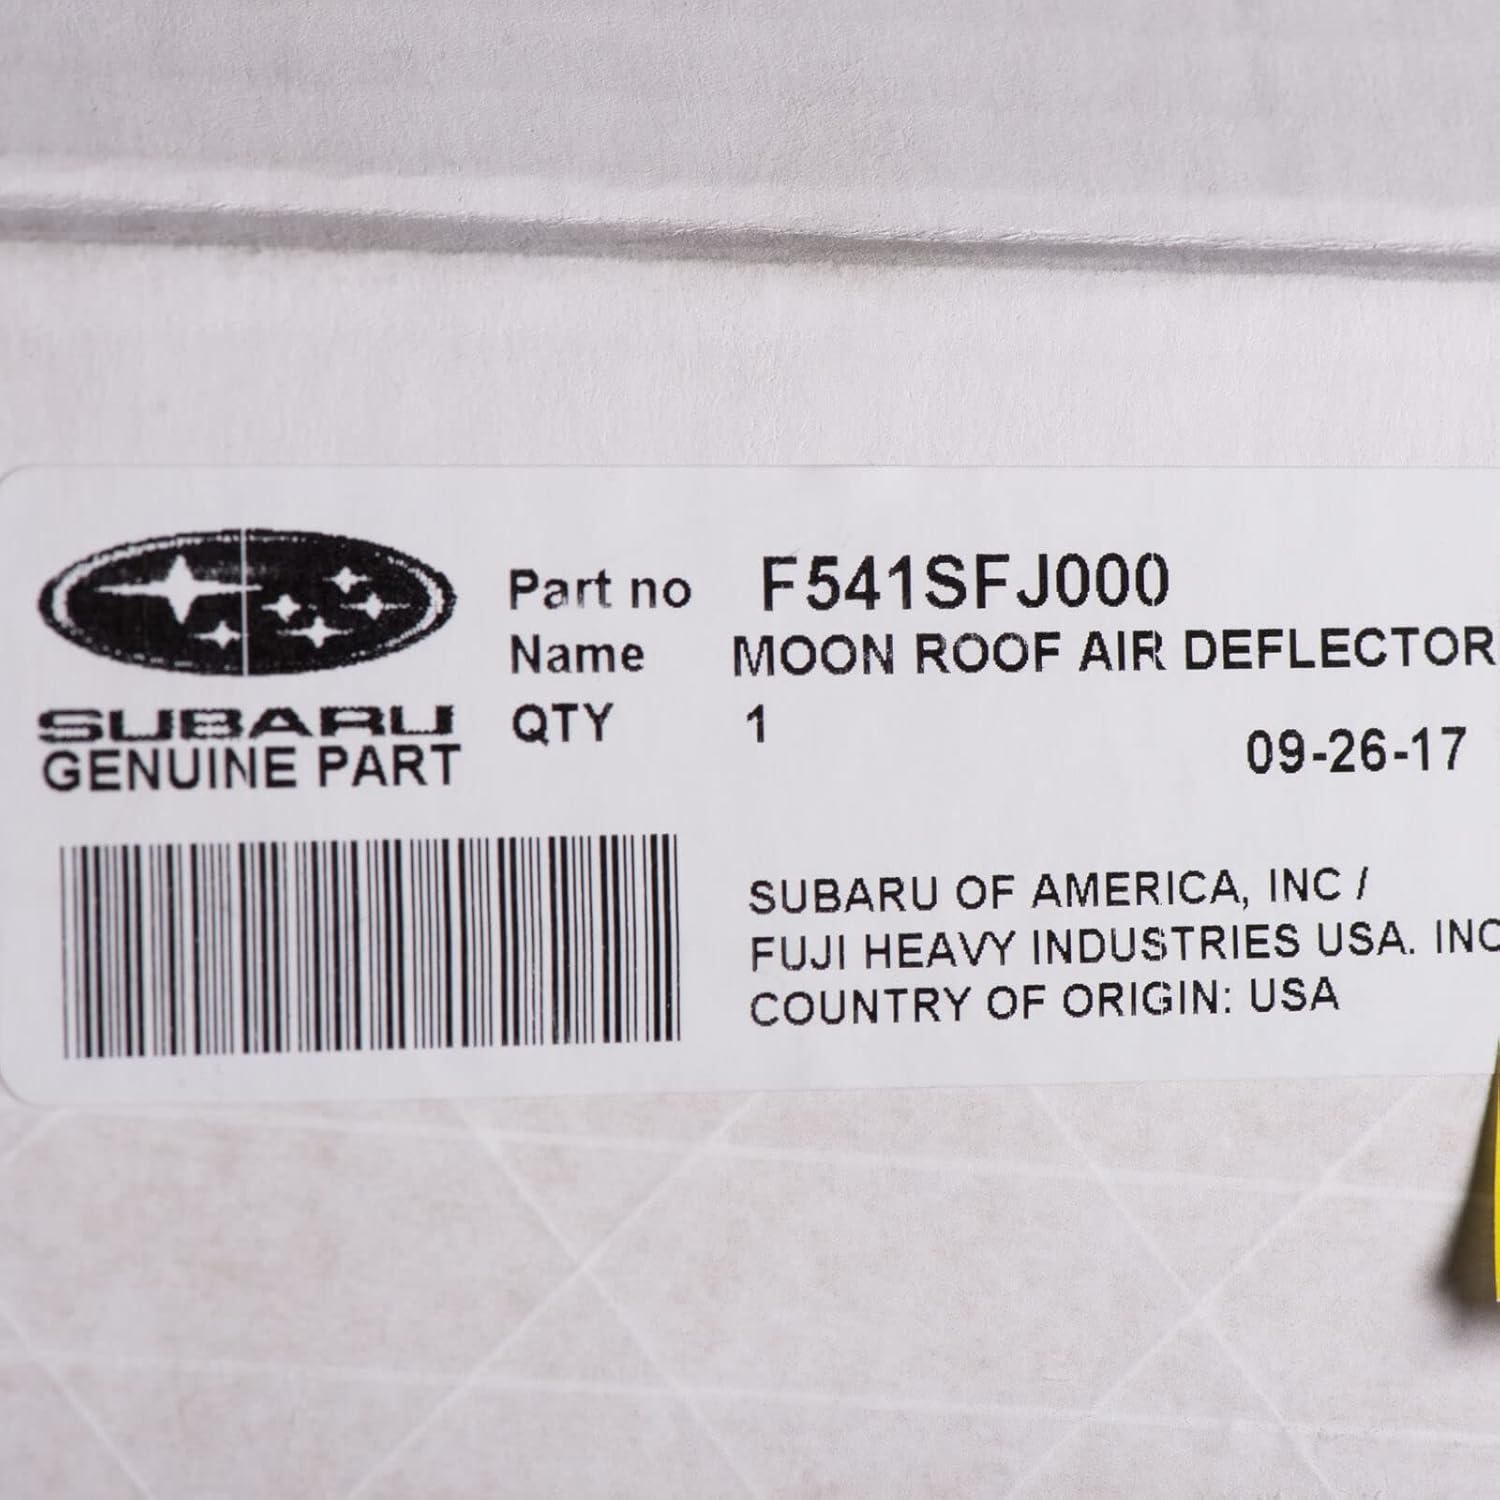 Part no F541SFJ000
Name MOON ROOF AIR DEFLECTOR
QTY 1
09-26-17
SUBARU
GENUINE PART
SUBARU OF AMERICA, INC /
FUJI HEAVY INDUSTRIES USA. INC
COUNTRY OF ORIGIN: USA